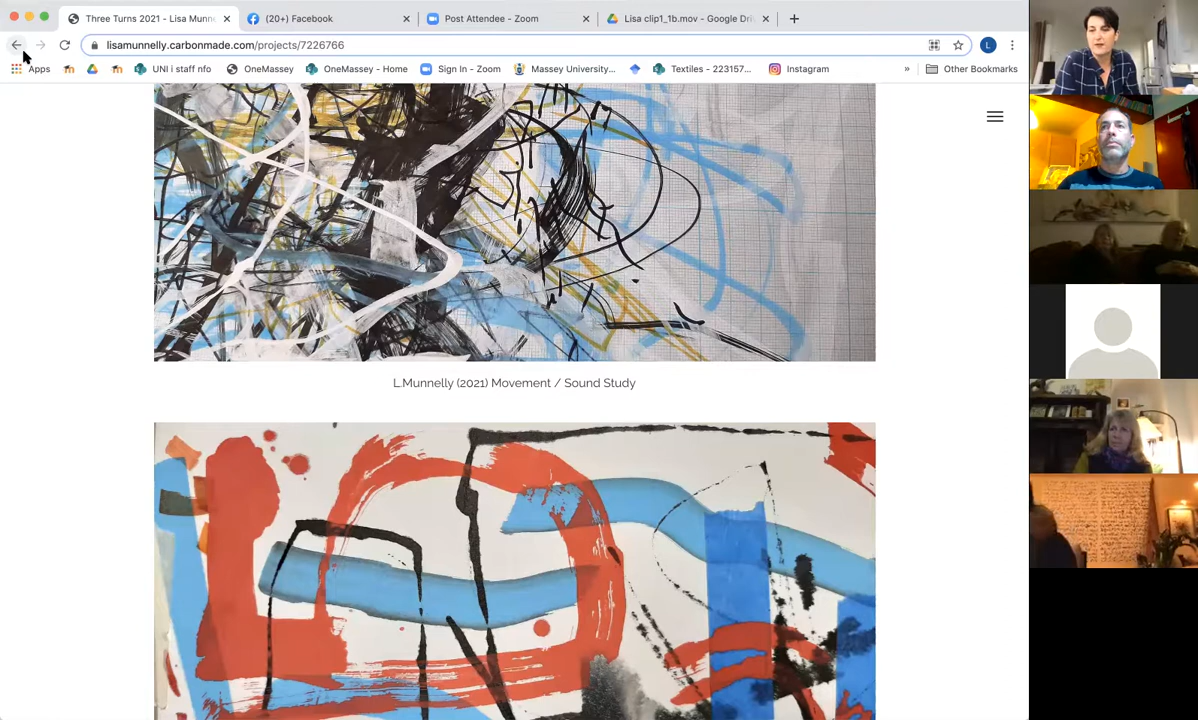 Three Turns 2021 - Lisa Munne
(20+) Facebook
Post Attendee - Zoom
Lisa clip1_1b.mov - Google Dri
lisamunnelly.carbonmade.com/projects/7226766
L
Apps
UNI i staff nfo
OneMassey
OneMassey - Home
Sign In - Zoom
Massey University...
Textiles - 223157...
Instagram
»
Other Bookmarks
L.Munnelly (2021) Movement / Sound Study